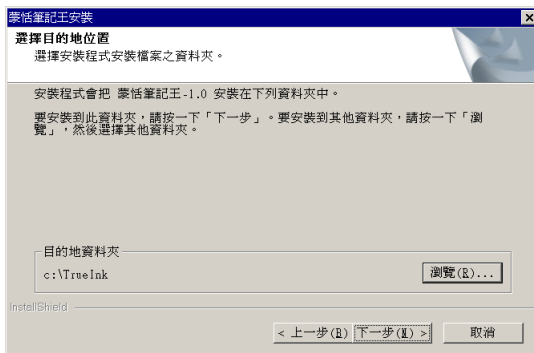 蒙恬筆記王安裝
選擇目的地位置
選擇安裝程式安裝檔案之資料夾。
安裝程式會把 蒙恬筆記王-1.0 安裝在下列資料夾中。
要安裝到此資料夾，請按一下「下一步」。要安裝到其他資料夾，請按一下「瀏
覽」，然後選擇其他資料夾。
目的地資料夾
c:\TrueInk
瀏覽(R)...
InstallShield
< 上一步(B) 下一步(N) > 取消